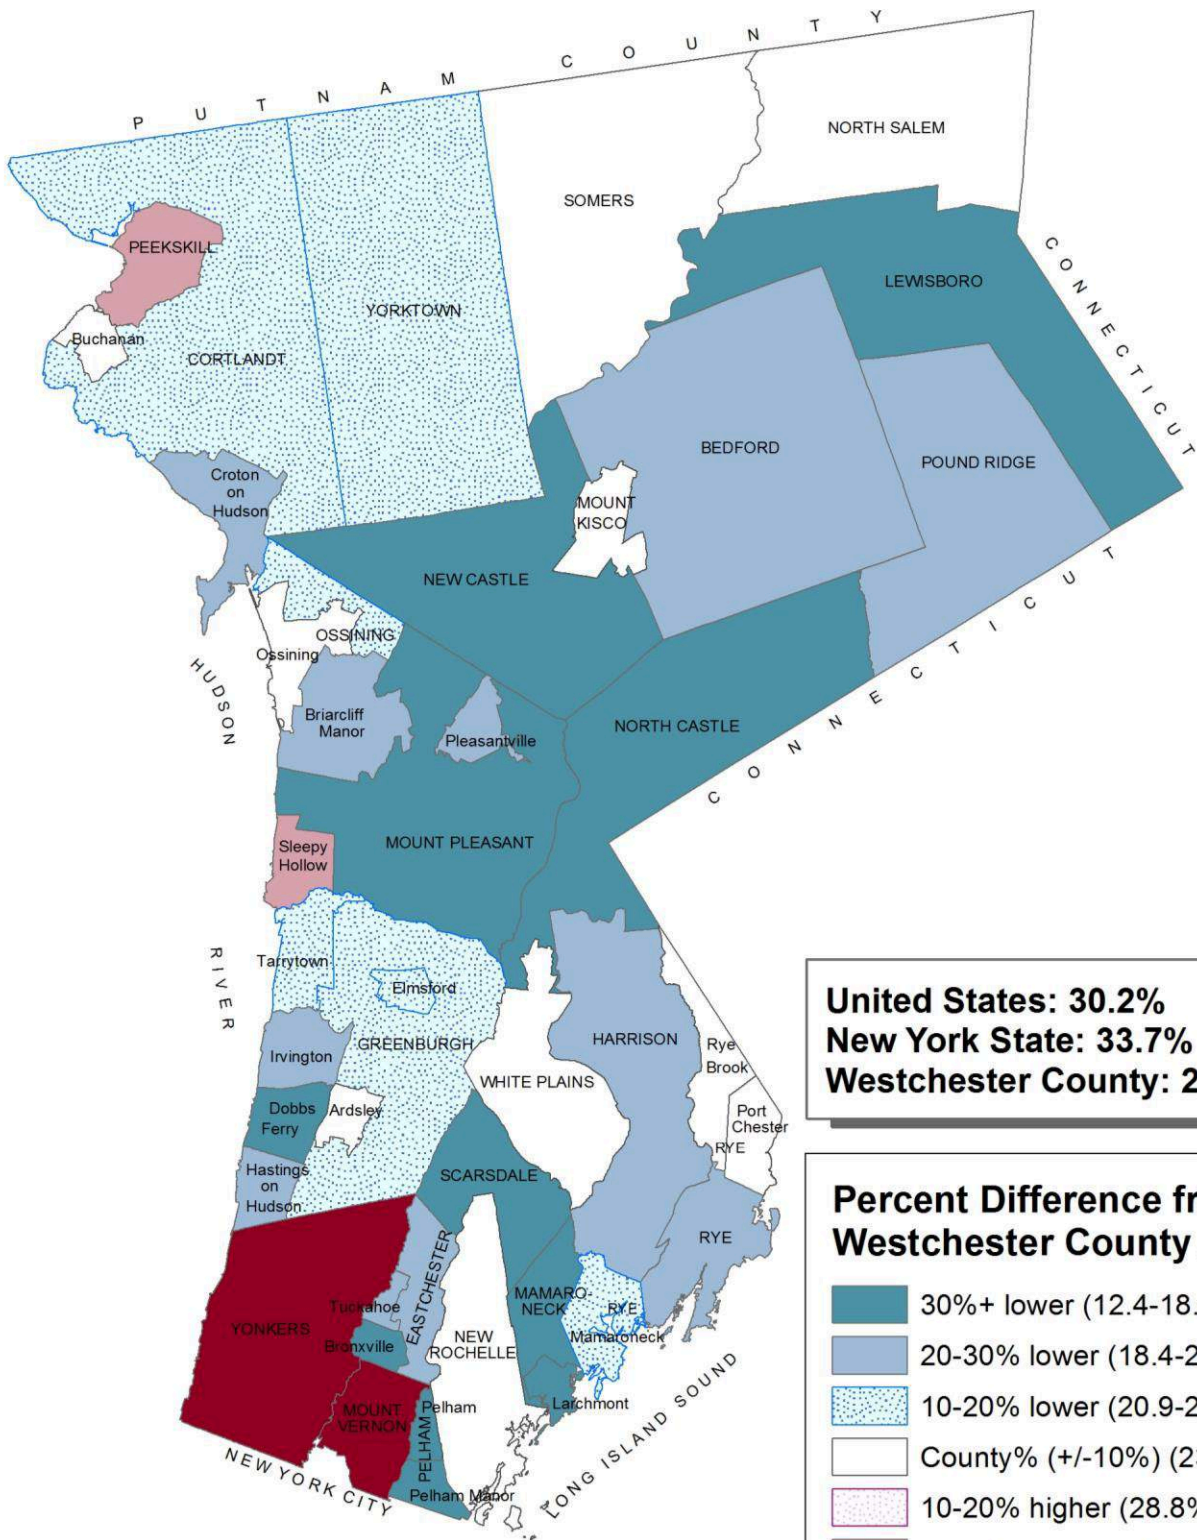 PUTNAM COUNTY
NORTH SALEM
SOMERS
PEEKSKILL
LEWISBORO
CONNECTICUT
YORKTOWN
Buchanan
CORTLANDT
BEDFORD
POUND RIDGE
Croton
on
Hudson
MOUNT
KISCO
NEW CASTLE
OSSINING
Ossining
HUDSON
Briarcliff
Manor
Pleasantville
NORTH CASTLE
CONNECTICUT
MOUNT PLEASANT
Sleepy
Hollow
RIVER
Tarrytown
Elmsford
GREENBURGH
HARRISON
Irvington
Rye
Brook
WHITE PLAINS
Dobbs
Ferry
Ardsley
Port
Chester
RYE
Hastings
on
Hudson
SCARSDALE
RYE
EASTCHESTER
Tuckahoe
MAMARO-
NECK
RYE
Mamaroneck
YONKERS
Bronxville
NEW
ROCHELLE
MOUNT
VERNON
Pelham
PELHAM
Larchmont
Pelham Manor
NEW YORK CITY
LONG ISLAND SOUND
United States: 30.2%
New York State: 33.7%
Westchester County: 2
Percent Difference fr
Westchester County
30%+ lower (12.4-18.
20-30% lower (18.4-2
10-20% lower (20.9-2
County% (+/-10%) (2
10-20% higher (28.8%